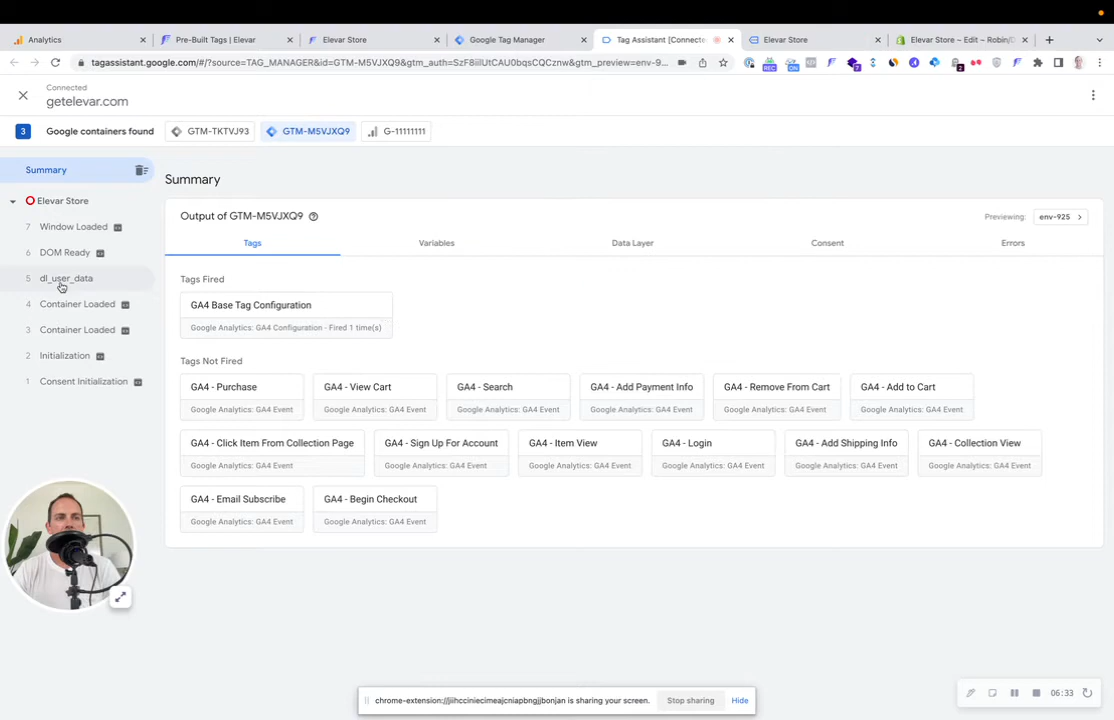 Analytics
Pre-Built Tags | Elevar
Elevar Store
Google Tag Manager
Tag Assistant [Connecte
Elevar Store
Elevar Store ~ Edit ~ Robin/D
tagassistant.google.com/#/?source=TAG_MANAGER&id=GTM-M5VJXQ9&gtm_auth=SzF8iIUtCAU0bqsCQCznw&gtm_preview=env-9...
REC
ON
7
2
Connected
getelevar.com
3
Google containers found
GTM-TKTVJ93
GTM-M5VJXQ9
G-11111111
Summary
Elevar Store
7 Window Loaded
6 DOM Ready
5 dl_user_data
4 Container Loaded
3 Container Loaded
2 Initialization
1 Consent Initialization
Summary
Output of GTM-M5VJXQ9
Previewing:
env-925
Tags
Variables
Data Layer
Consent
Errors
Tags Fired
GA4 Base Tag Configuration
Google Analytics: GA4 Configuration - Fired 1 time(s)
Tags Not Fired
GA4 - Purchase
Google Analytics: GA4 Event
GA4 - View Cart
Google Analytics: GA4 Event
GA4 - Search
Google Analytics: GA4 Event
GA4 - Add Payment Info
Google Analytics: GA4 Event
GA4 - Remove From Cart
Google Analytics: GA4 Event
GA4 - Add to Cart
Google Analytics: GA4 Event
GA4 - Click Item From Collection Page
Google Analytics: GA4 Event
GA4 - Sign Up For Account
Google Analytics: GA4 Event
GA4 - Item View
Google Analytics: GA4 Event
GA4 - Login
Google Analytics: GA4 Event
GA4 - Add Shipping Info
Google Analytics: GA4 Event
GA4 - Collection View
Google Analytics: GA4 Event
GA4 - Email Subscribe
Google Analytics: GA4 Event
GA4 - Begin Checkout
Google Analytics: GA4 Event
chrome-extension://jiihcciniecimeajcniapbngjjbonjan is sharing your screen.
Stop sharing
Hide
06:33